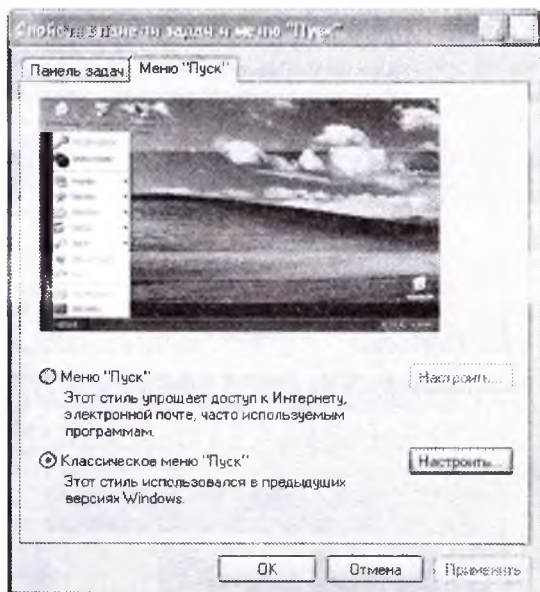 панели задач и меню "Пуск"
Панель задач
Меню "Пуск"
Меню "Пуск"
Настроить...
Этот стиль упрощает доступ к Интернету,
электронной почте, часто используемым
программам.
Классическое меню "Пуск"
Настроить...
Этот стиль использовался в предыдущих
версиях Windows.
OK
Отмена
Применить